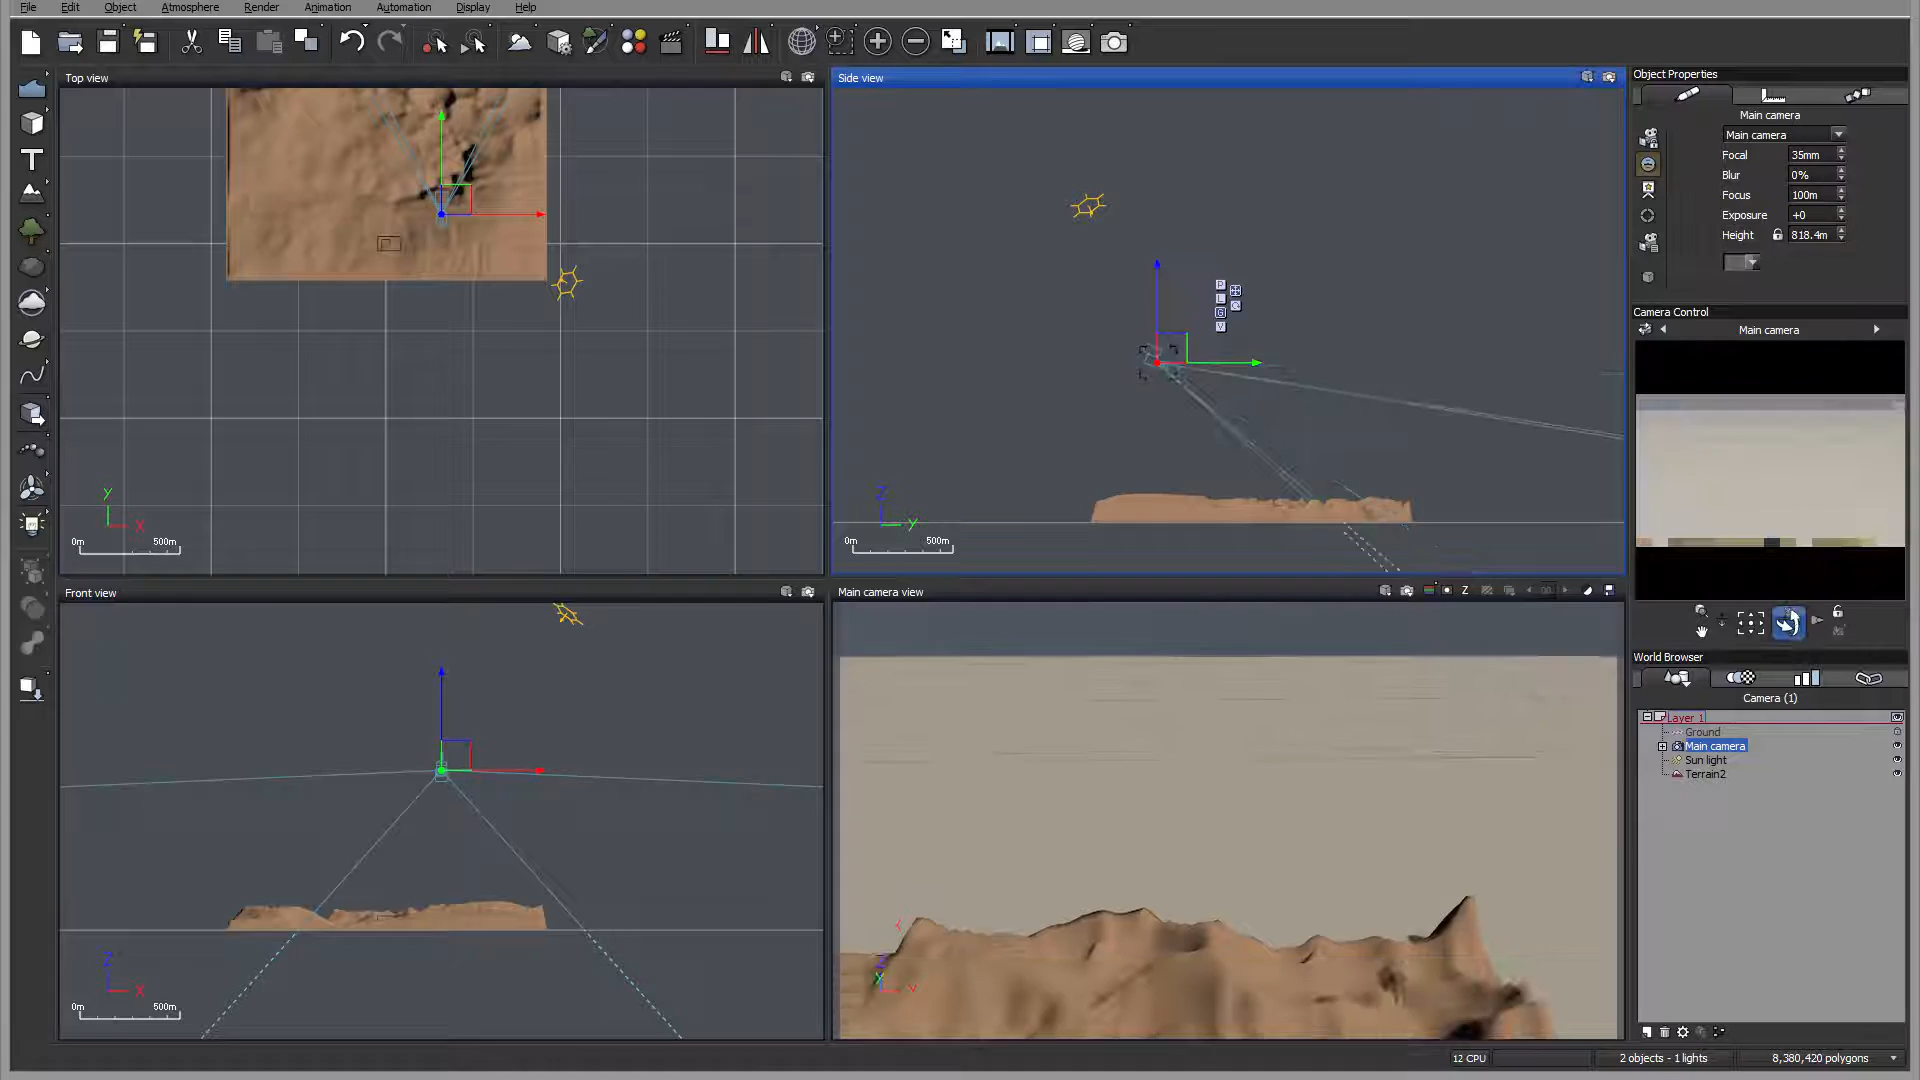 File Edit Object Atmosphere Render Animation Automation Display Help
Top view
Side view
Object Properties
Main camera
Main camera
Focal 35mm
Blur 0%
Focus 100m
Exposure +0
Height 818.4m
P
L
G
V
Camera Control
Main camera
Y
X
0m 500m
Z
Y
0m 500m
Front view
Main camera view
Z
World Browser
Camera (1)
Layer 1
Ground
Main camera
Sun light
Terrain2
Z
X
0m 500m
12 CPU
2 objects - 1 lights
8,380,420 polygons